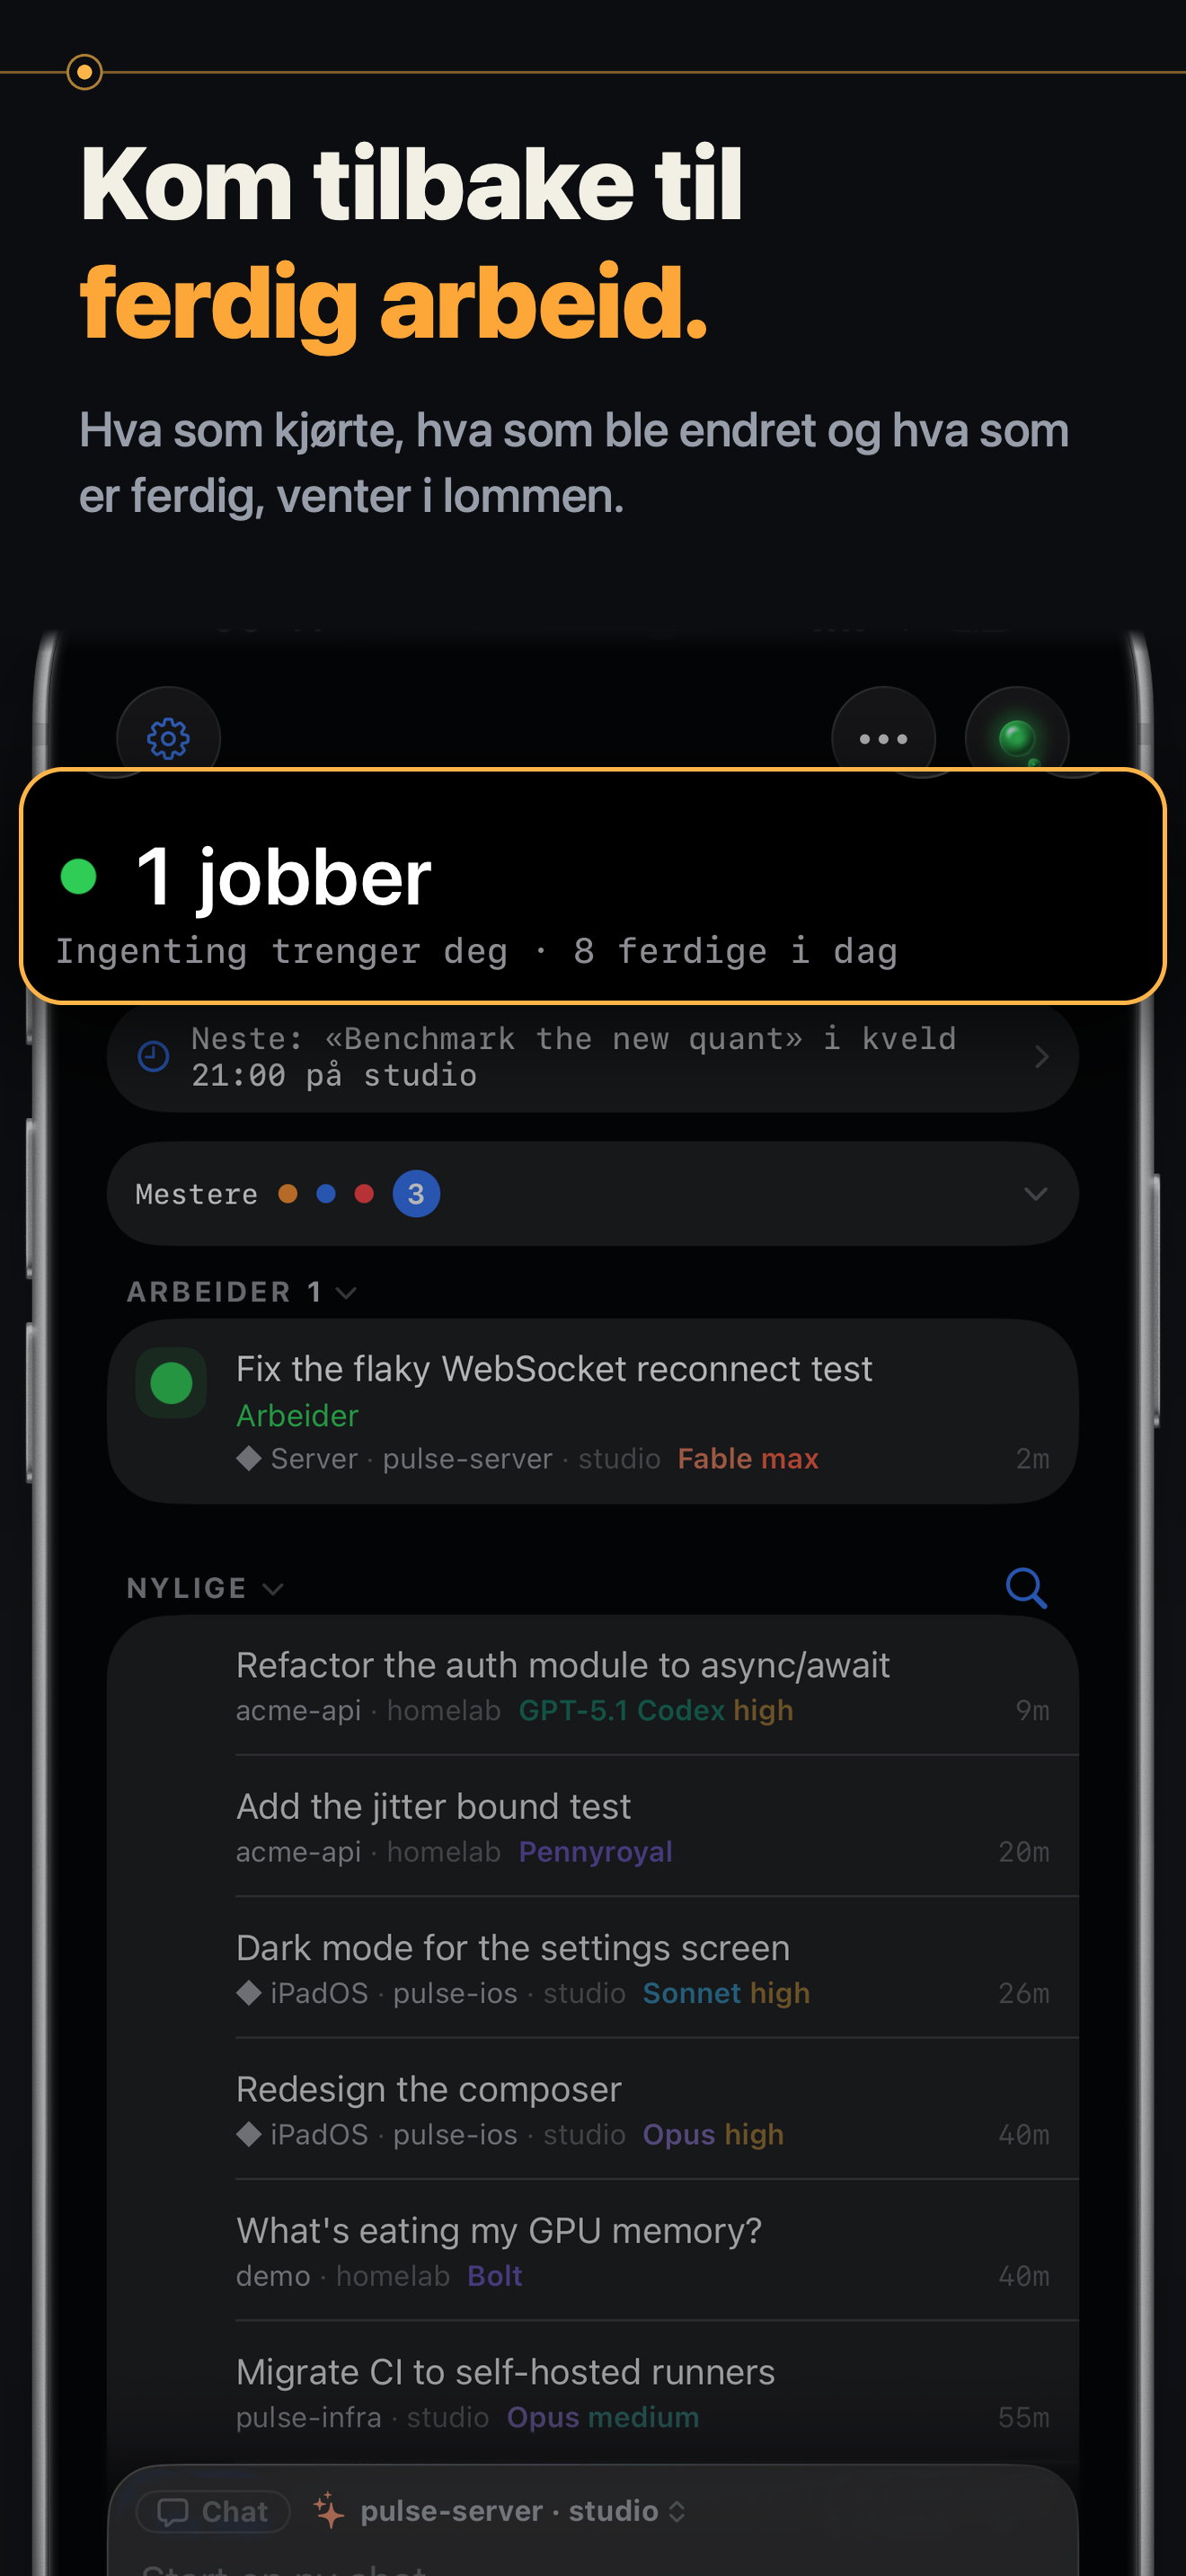 Kom tilbake til
ferdig arbeid.
Hva som kjørte, hva som ble endret og hva som
er ferdig, venter i lommen.
1 jobber
Ingenting trenger deg · 8 ferdige i dag
Neste: «Benchmark the new quant» i kveld
21:00 på studio
Mestere 3
ARBEIDER 1
Fix the flaky WebSocket reconnect test
Arbeider
Server · pulse-server · studio Fable max 2m
NYLIGE
Refactor the auth module to async/await
acme-api · homelab GPT-5.1 Codex high 9m
Add the jitter bound test
acme-api · homelab Pennyroyal 20m
Dark mode for the settings screen
iPadOS · pulse-ios · studio Sonnet high 26m
Redesign the composer
iPadOS · pulse-ios · studio Opus high 40m
What's eating my GPU memory?
demo · homelab Bolt 40m
Migrate CI to self-hosted runners
pulse-infra · studio Opus medium 55m
Chat pulse-server · studio